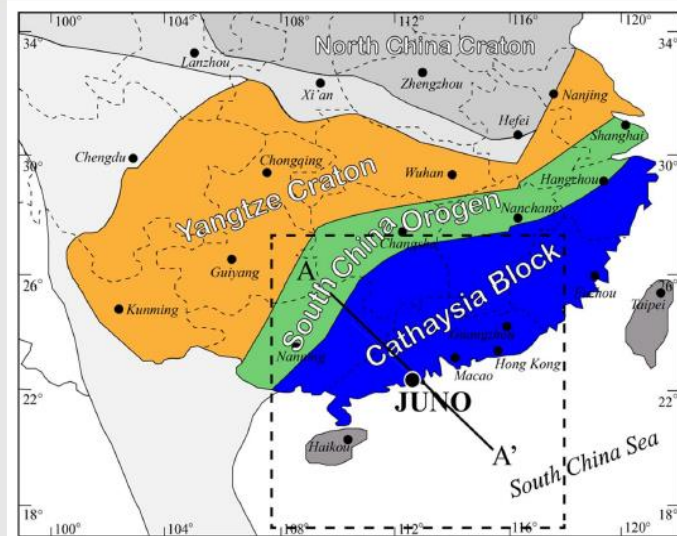 100° 104° 108° 112° 116° 120°
34° 34°
North China Craton
Lanzhou
Zhengzhou
Xi'an
Nanjing
Hefei
Shanghai
30° 30°
Chengdu
Chongqing
Wuhan
Hangzhou
Yangtze Craton
Nanchang
South China Orogen
Changsha
Guiyang
A
26° 26°
Cathaysia Block
Fuzhou
Taipei
Kunming
Guangzhou
Nanning
Hong Kong
Macao
22° 22°
JUNO
Haikou
A'
South China Sea
18° 18°
100° 104° 108° 112° 116° 120°